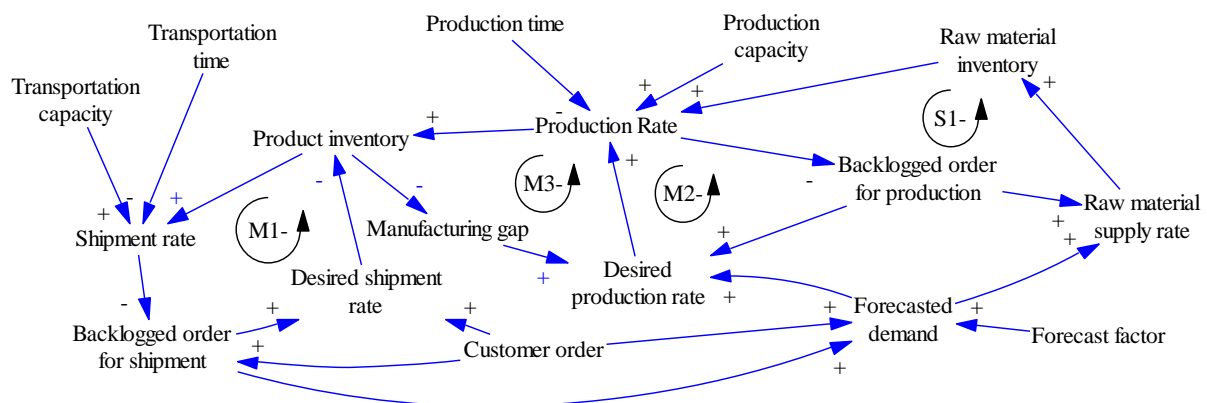 Transportation
time
Production time
Production
capacity
Raw material
inventory
Transportation
capacity
Product inventory
Production Rate
S1-
M3-
M2-
Backlogged order
for production
Raw material
supply rate
Shipment rate
M1-
Manufacturing gap
Desired shipment
rate
Desired
production rate
Forecasted
demand
Backlogged order
for shipment
Customer order
Forecast factor
+
+
+
+
-
+
-
-
-
+
-
+
-
+
+
+
+
+
+
+
+
+
-
+
+
+